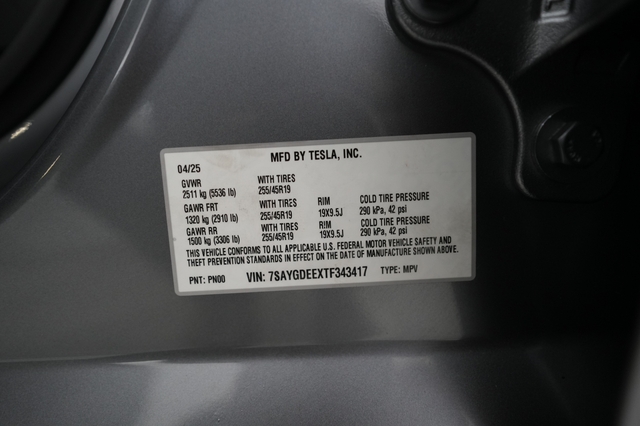 MFD BY TESLA, INC.
04/25
GVWR WITH TIRES
2511 kg (5536 lb) 255/45R19
GAWR FRT WITH TIRES RIM COLD TIRE PRESSURE
1320 kg (2910 lb) 255/45R19 19X9.5J 290 kPa, 42 psi
GAWR RR WITH TIRES RIM COLD TIRE PRESSURE
1500 kg (3306 lb) 255/45R19 19X9.5J 290 kPa, 42 psi
THIS VEHICLE CONFORMS TO ALL APPLICABLE U.S. FEDERAL MOTOR VEHICLE SAFETY AND
THEFT PREVENTION STANDARDS IN EFFECT ON THE DATE OF MANUFACTURE SHOWN ABOVE.
PNT: PN00 VIN: 7SAYGDEEXTF343417 TYPE: MPV